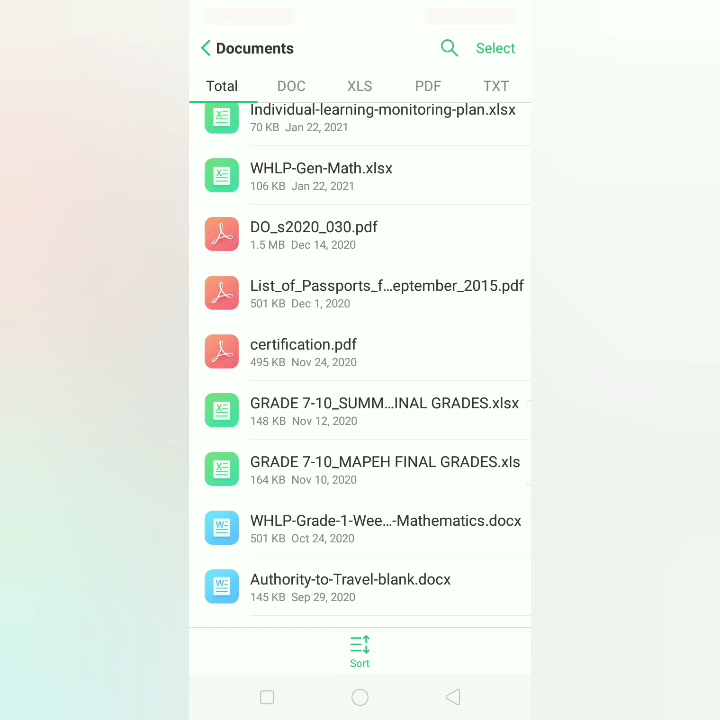 Documents
Select
Total DOC XLS PDF TXT
Individual-learning-monitoring-plan.xlsx
70 KB Jan 22, 2021
WHLP-Gen-Math.xlsx
106 KB Jan 22, 2021
DO_s2020_030.pdf
1.5 MB Dec 14, 2020
List_of_Passports_f...eptember_2015.pdf
501 KB Dec 1, 2020
certification.pdf
495 KB Nov 24, 2020
GRADE 7-10_SUMM...INAL GRADES.xlsx
148 KB Nov 12, 2020
GRADE 7-10_MAPEH FINAL GRADES.xls
164 KB Nov 10, 2020
WHLP-Grade-1-Wee...-Mathematics.docx
501 KB Oct 24, 2020
Authority-to-Travel-blank.docx
145 KB Sep 29, 2020
Sort